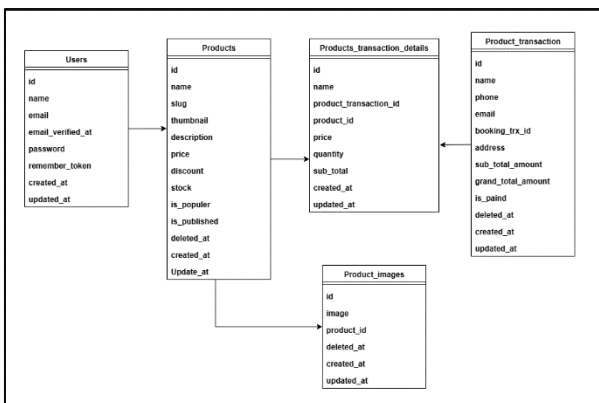 Users
id
name
email
email_verified_at
password
remember_token
created_at
updated_at
Products
id
name
slug
thumbnail
description
price
discount
stock
is_populer
is_published
deleted_at
created_at
Update_at
Products_transaction_details
id
name
product_transaction_id
product_id
price
quantity
sub_total
created_at
updated_at
Product_transaction
id
name
phone
email
booking_trx_id
address
sub_total_amount
grand_total_amount
is_paind
deleted_at
created_at
updated_at
Product_images
id
image
product_id
deleted_at
created_at
updated_at